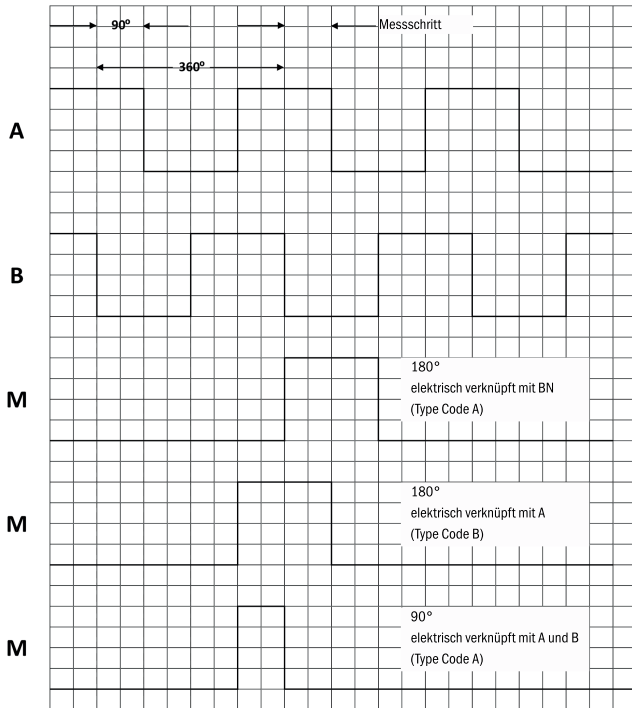 90°
Messschritt
360°
A
B
M
180°
elektrisch verknüpft mit BN
(Type Code A)
M
180°
elektrisch verknüpft mit A
(Type Code B)
M
90°
elektrisch verknüpft mit A und B
(Type Code A)